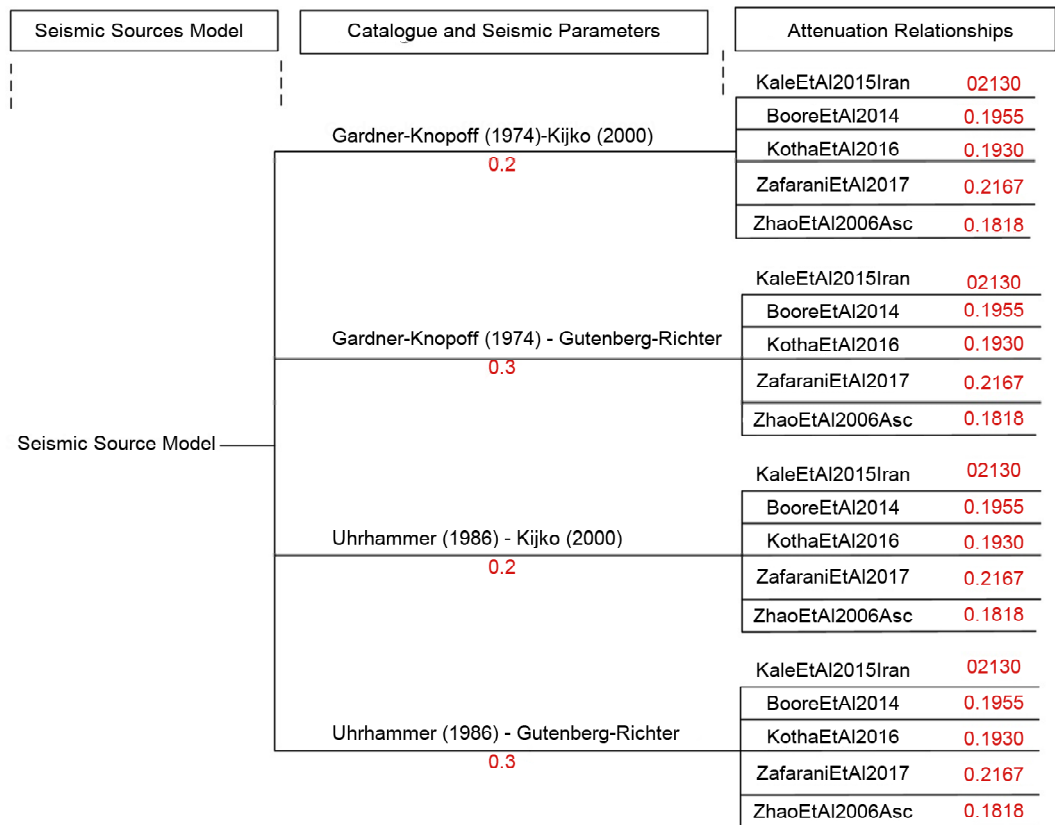 Seismic Sources Model
Catalogue and Seismic Parameters
Attenuation Relationships
KaleEtAl2015Iran 02130
BooreEtAl2014 0.1955
Gardner-Knopoff (1974)-Kijko (2000)
0.2
KothaEtAl2016 0.1930
ZafaraniEtAl2017 0.2167
ZhaoEtAl2006Asc 0.1818
KaleEtAl2015Iran 02130
BooreEtAl2014 0.1955
Gardner-Knopoff (1974) - Gutenberg-Richter
0.3
KothaEtAl2016 0.1930
ZafaraniEtAl2017 0.2167
ZhaoEtAl2006Asc 0.1818
Seismic Source Model
KaleEtAl2015Iran 02130
BooreEtAl2014 0.1955
Uhrhammer (1986) - Kijko (2000)
0.2
KothaEtAl2016 0.1930
ZafaraniEtAl2017 0.2167
ZhaoEtAl2006Asc 0.1818
KaleEtAl2015Iran 02130
BooreEtAl2014 0.1955
Uhrhammer (1986) - Gutenberg-Richter
0.3
KothaEtAl2016 0.1930
ZafaraniEtAl2017 0.2167
ZhaoEtAl2006Asc 0.1818